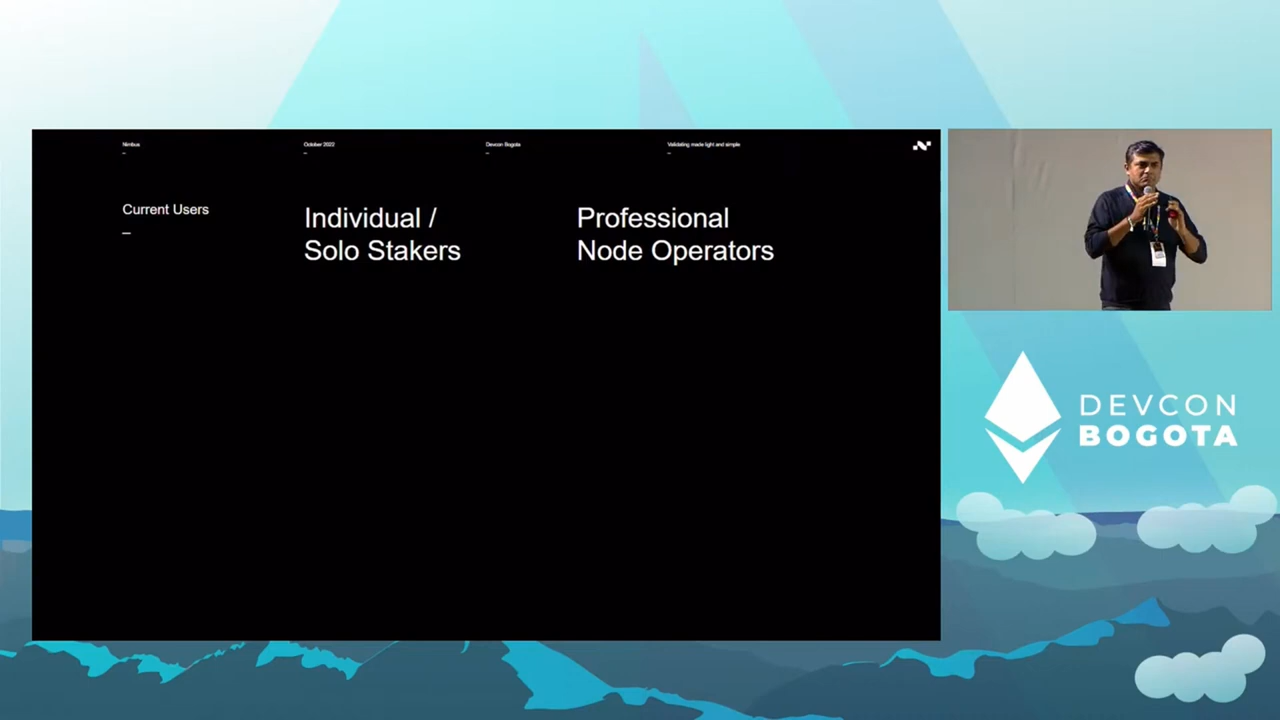 Nimbus
October 2022
Devcon Bogota
Validating made light and simple
Current Users
Individual /
Solo Stakers
Professional
Node Operators
DEVCON
BOGOTA